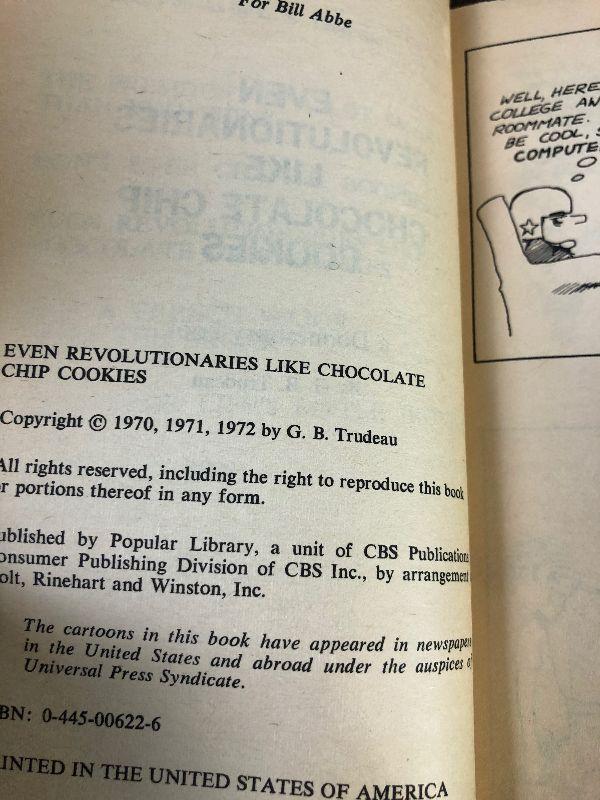 For Bill Abbe
EVEN REVOLUTIONARIES LIKE CHOCOLATE
CHIP COOKIES
Copyright © 1970, 1971, 1972 by G. B. Trudeau
All rights reserved, including the right to reproduce this book
r portions thereof in any form.
ublished by Popular Library, a unit of CBS Publications
onsumer Publishing Division of CBS Inc., by arrangement
olt, Rinehart and Winston, Inc.
The cartoons in this book have appeared in newspapers
in the United States and abroad under the auspices of
Universal Press Syndicate.
BN: 0-445-00622-6
INTED IN THE UNITED STATES OF AMERICA
WELL, HERE
COLLEGE AN
ROOMMATE.
BE COOL, S
COMPUTE